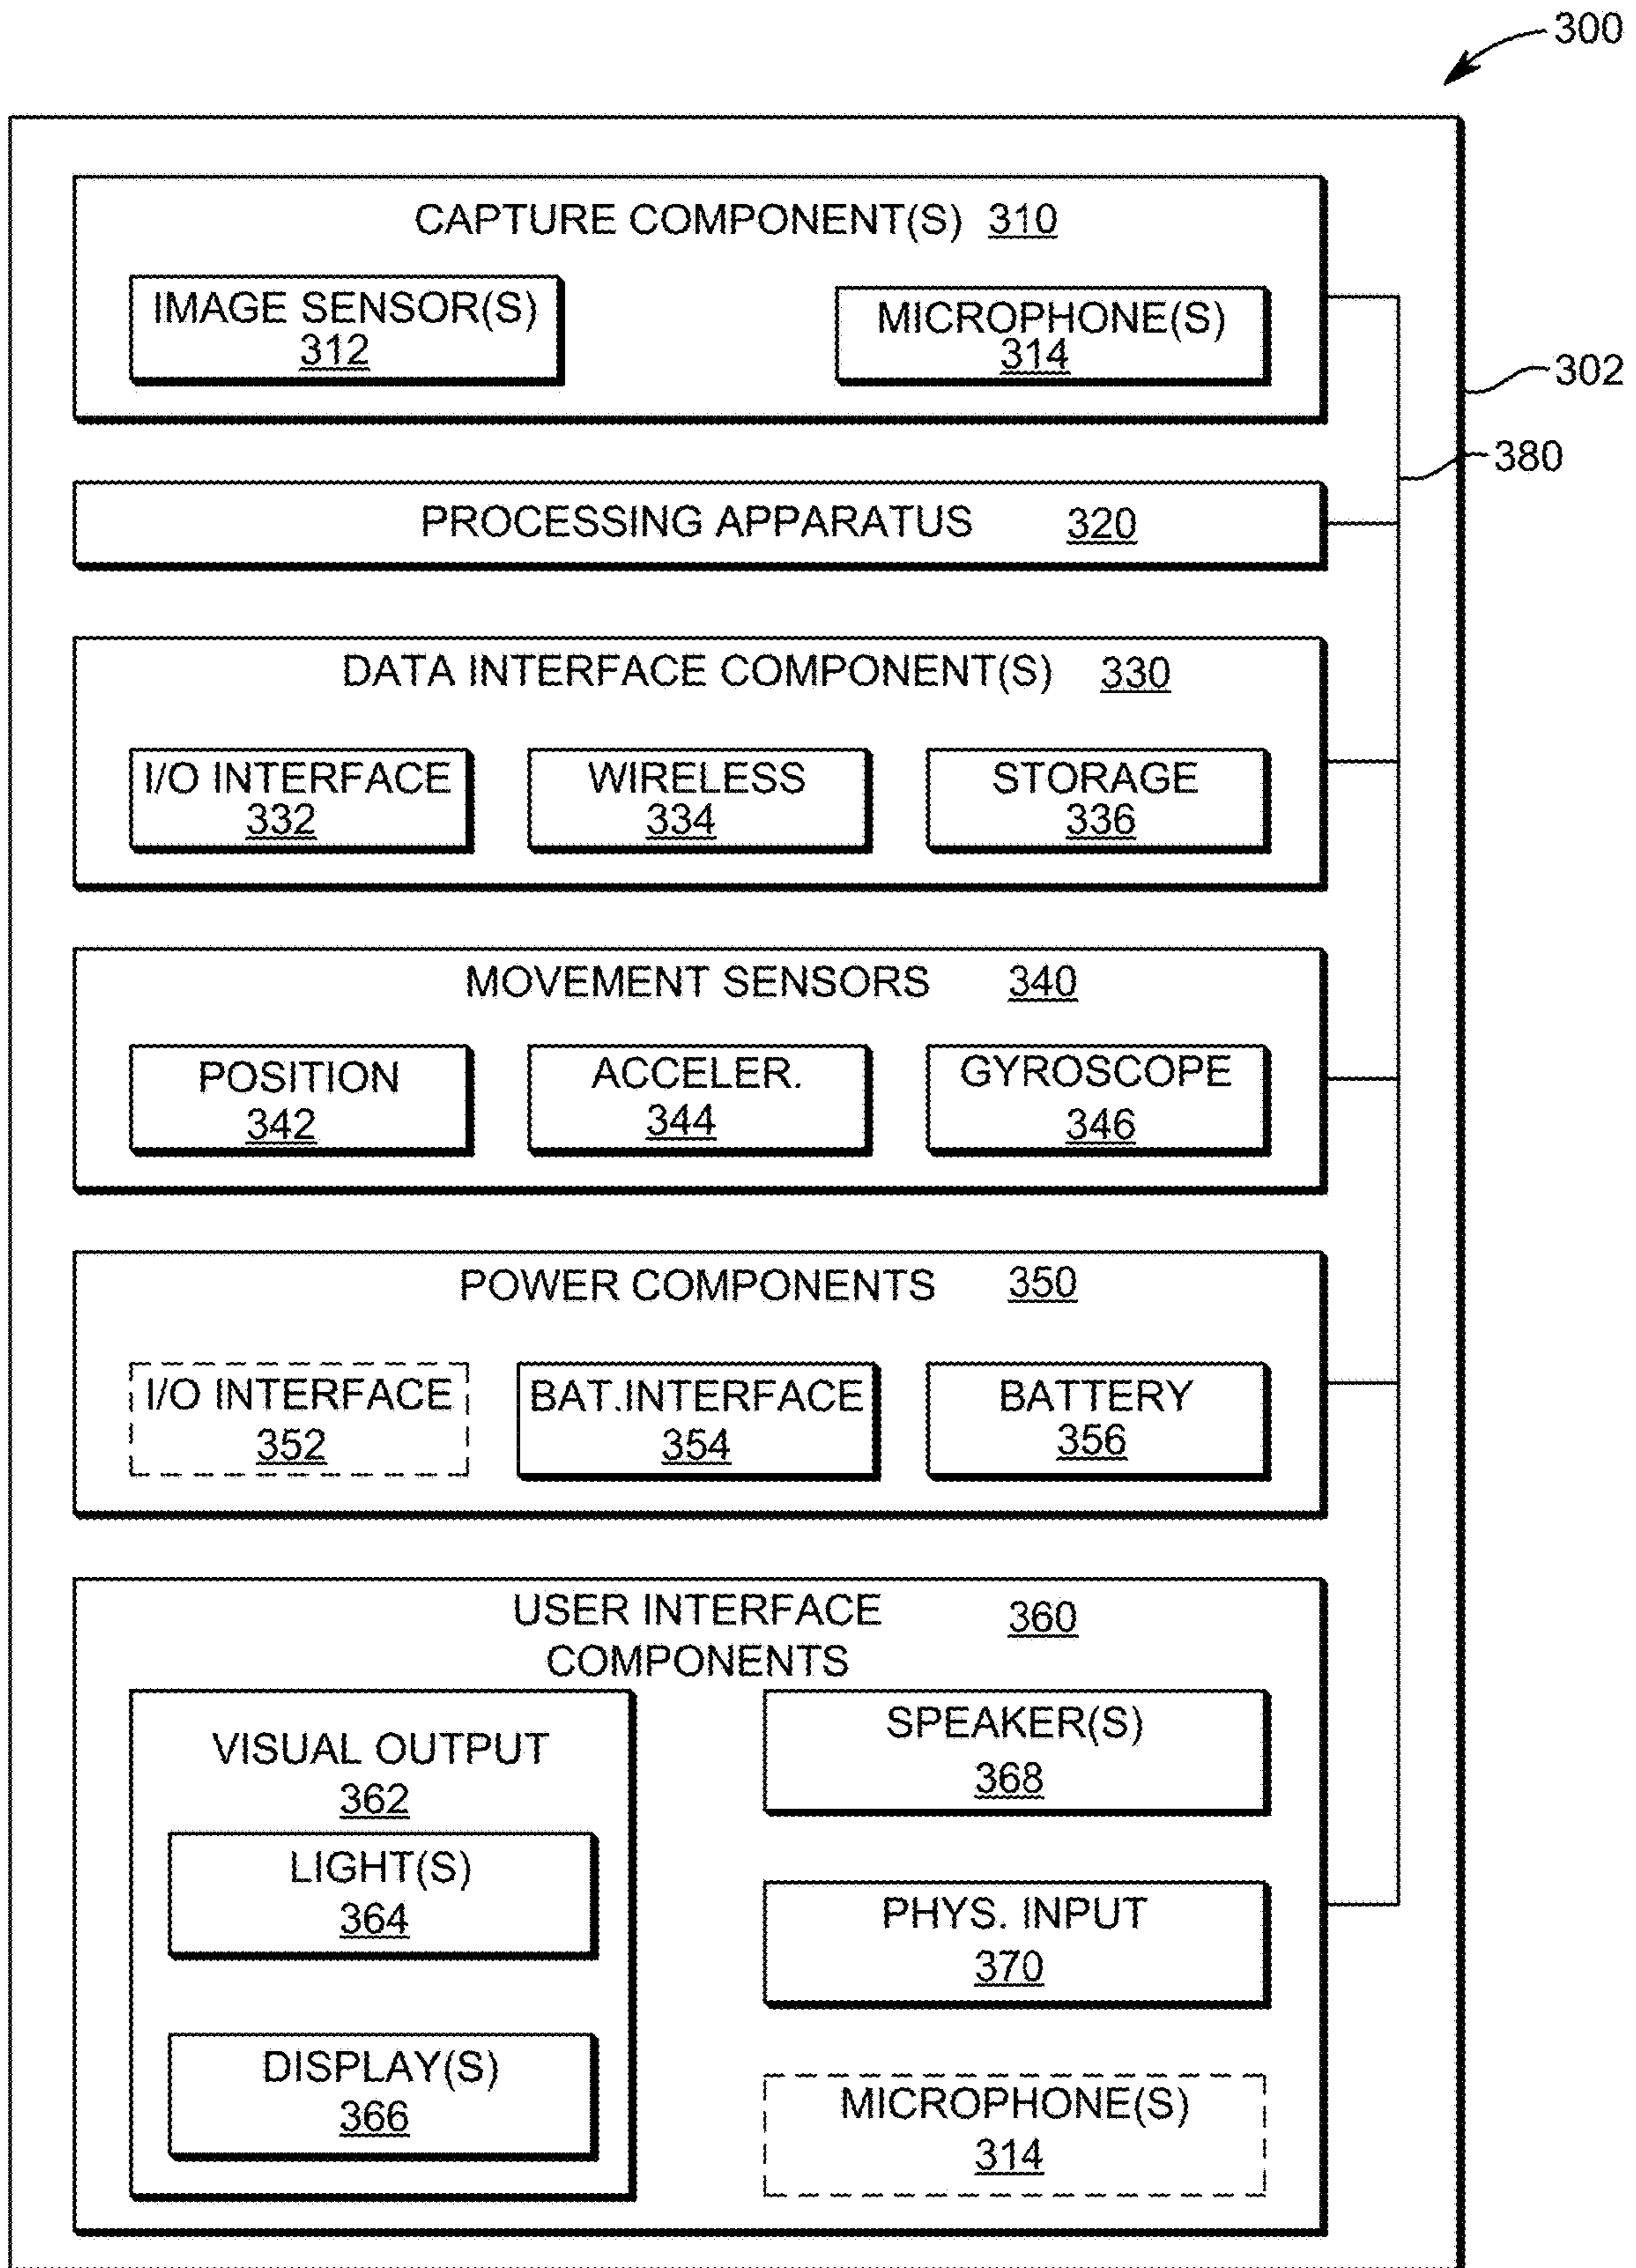 300
CAPTURE COMPONENT(S) 310
IMAGE SENSOR(S)
312
MICROPHONE(S)
314
302
380
PROCESSING APPARATUS 320
DATA INTERFACE COMPONENT(S) 330
I/O INTERFACE
332
WIRELESS
334
STORAGE
336
MOVEMENT SENSORS 340
POSITION
342
ACCELER.
344
GYROSCOPE
346
POWER COMPONENTS 350
I/O INTERFACE
352
BAT.INTERFACE
354
BATTERY
356
USER INTERFACE 360
COMPONENTS
VISUAL OUTPUT
362
LIGHT(S)
364
DISPLAY(S)
366
SPEAKER(S)
368
PHYS. INPUT
370
MICROPHONE(S)
314